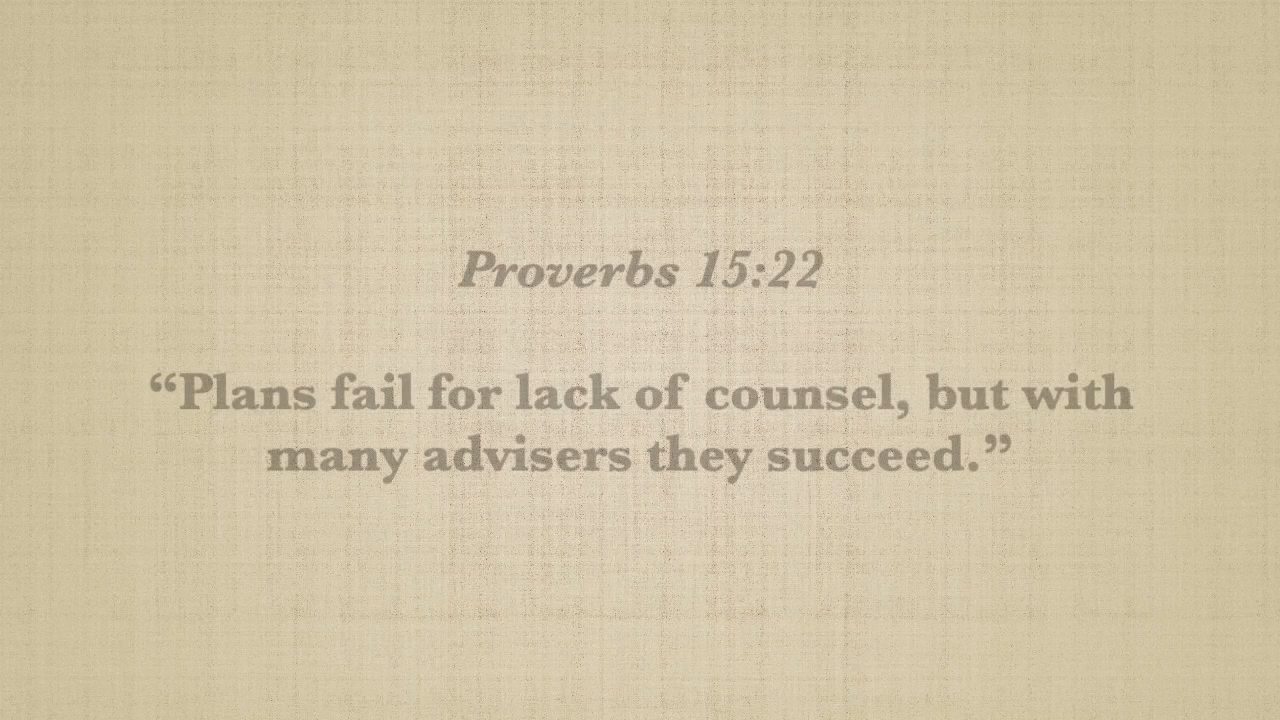 Proverbs 15:22
“Plans fail for lack of counsel, but with
many advisers they succeed.”